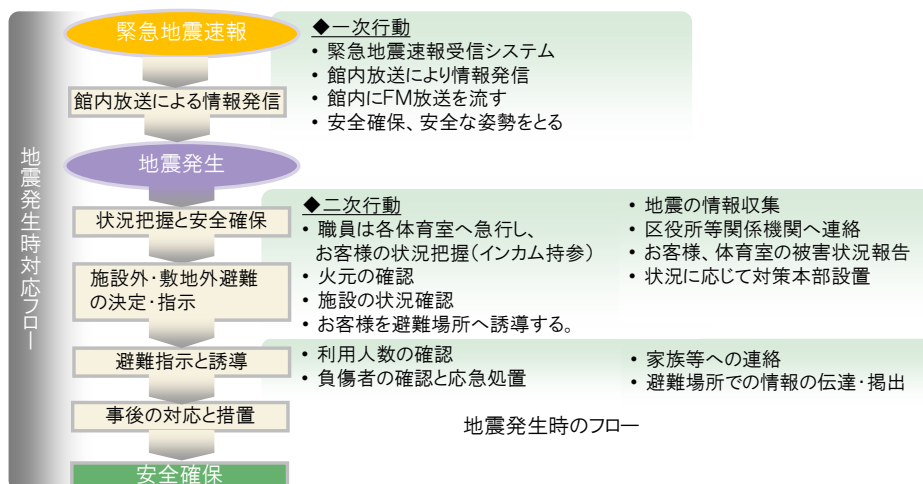 地震発生時対応フロー
緊急地震速報
館内放送による情報発信
地震発生
状況把握と安全確保
施設外・敷地外避難
の決定・指示
避難指示と誘導
事後の対応と措置
安全確保
◆一次行動
• 緊急地震速報受信システム
• 館内放送により情報発信
• 館内にFM放送を流す
• 安全確保、安全な姿勢をとる
◆二次行動
• 職員は各体育室へ急行し、
お客様の状況把握(インカム持参)
• 火元の確認
• 施設の状況確認
• お客様を避難場所へ誘導する。
• 地震の情報収集
• 区役所等関係機関へ連絡
• お客様、体育室の被害状況報告
• 状況に応じて対策本部設置
• 利用人数の確認
• 負傷者の確認と応急処置
• 家族等への連絡
• 避難場所での情報の伝達・掲出
地震発生時のフロー